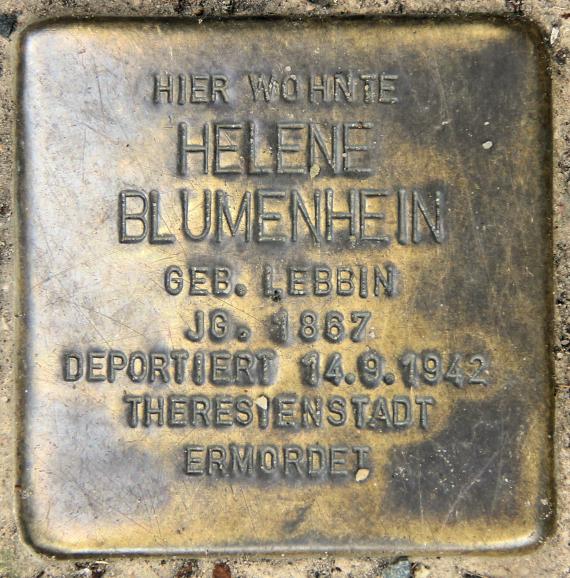 HIER WOHNTE
HELENE
BLUMENHEIN
GEB. LEBBIN
JG. 1867
DEPORTIERT 14.9.1942
THERESIENSTADT
ERMORDET